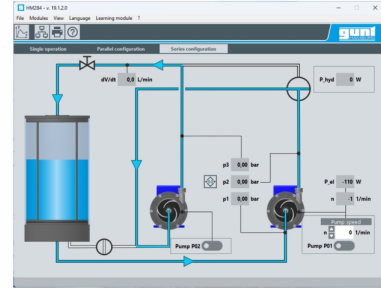 HM284 - v. 19.1.2.0
File Modules View Language Learning module ?
gunt
Single operation Parallel configuration Series configuration
dV/dt 0,0 L/min
P_hyd 0 W
p3 0,00 bar
p2 0,00 bar
p1 0,00 bar
P_el -110 W
n -1 1/min
Pump speed
n 0 1/min
Pump P02
Pump P01